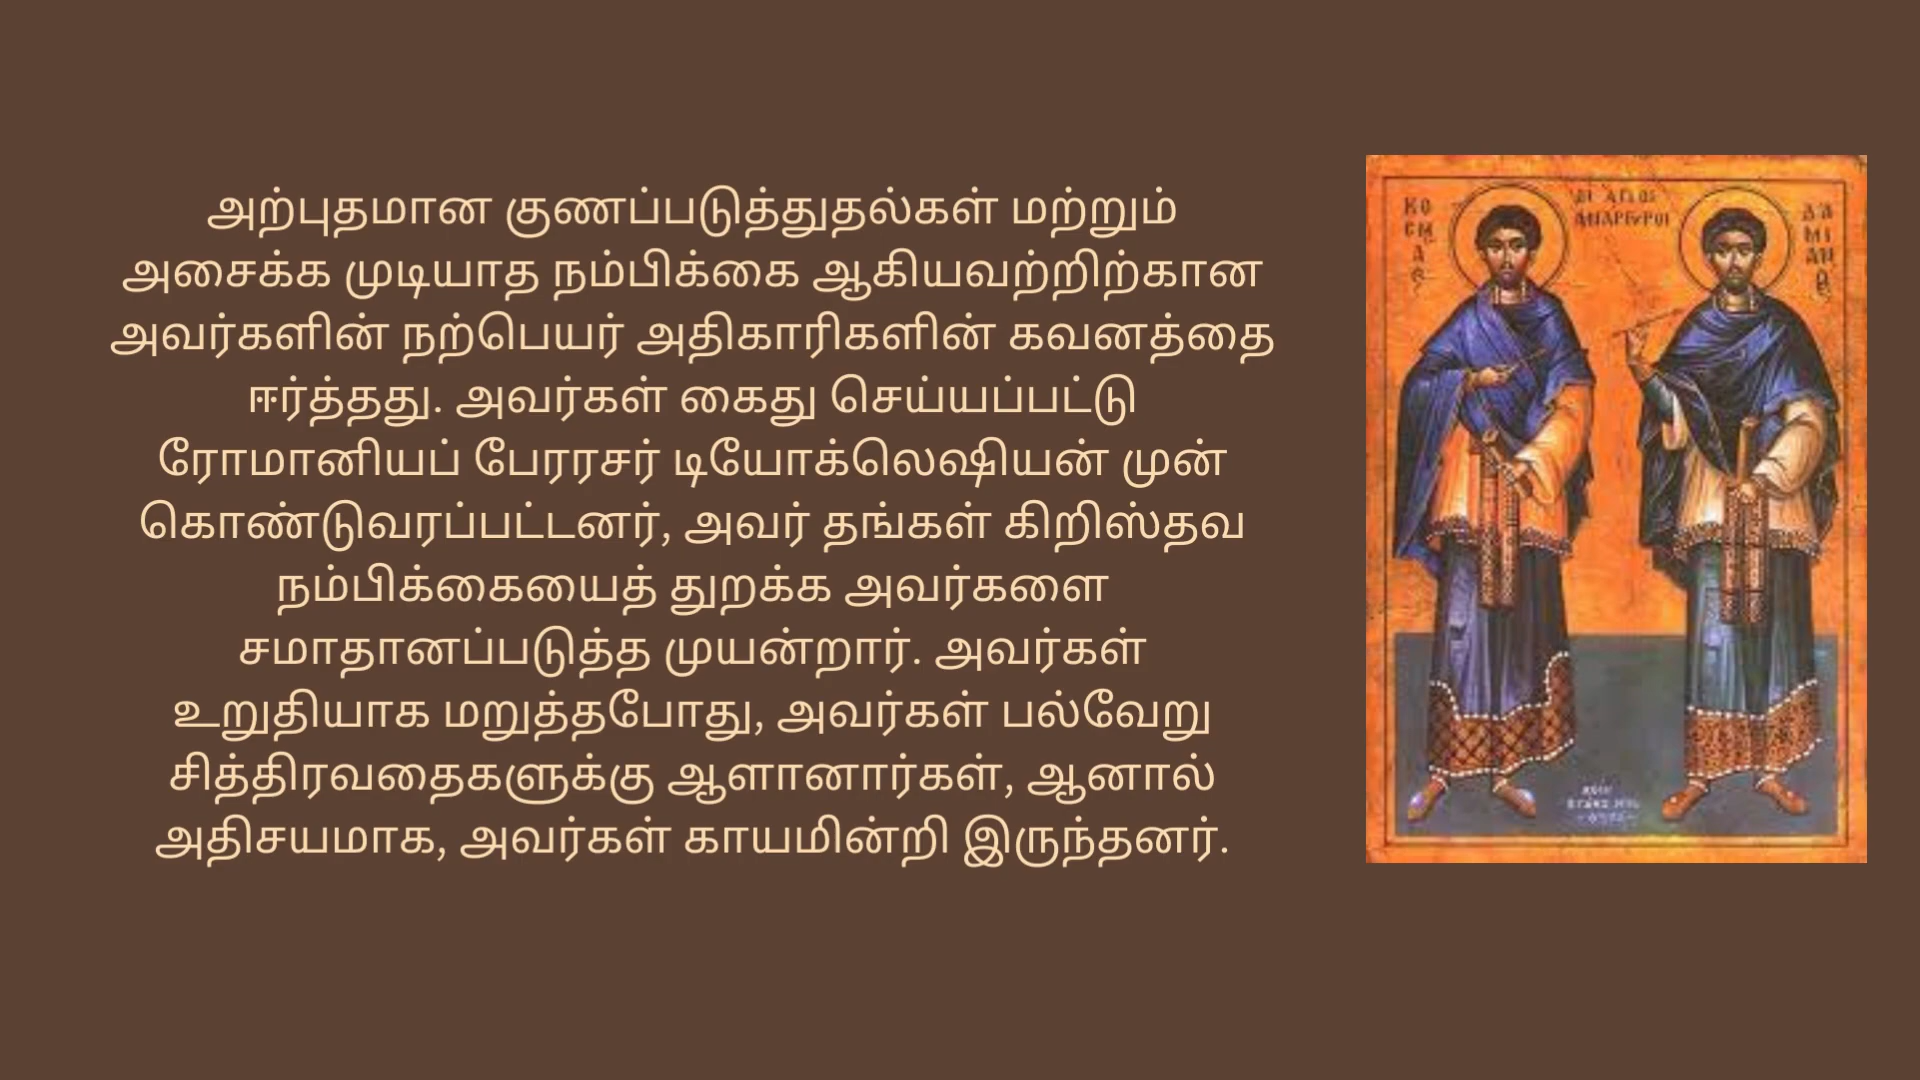 அற்புதமான குணப்படுத்துதல்கள் மற்றும்
அசைக்க முடியாத நம்பிக்கை ஆகியவற்றிற்கான
அவர்களின் நற்பெயர் அதிகாரிகளின் கவனத்தை
ஈர்த்தது. அவர்கள் கைது செய்யப்பட்டு
ரோமானியப் பேரரசர் டியோக்லெஷியன் முன்
கொண்டுவரப்பட்டனர், அவர் தங்கள் கிறிஸ்தவ
நம்பிக்கையைத் துறக்க அவர்களை
சமாதானப்படுத்த முயன்றார். அவர்கள்
உறுதியாக மறுத்தபோது, அவர்கள் பல்வேறு
சித்திரவதைகளுக்கு ஆளானார்கள், ஆனால்
அதிசயமாக, அவர்கள் காயமின்றி இருந்தனர்.